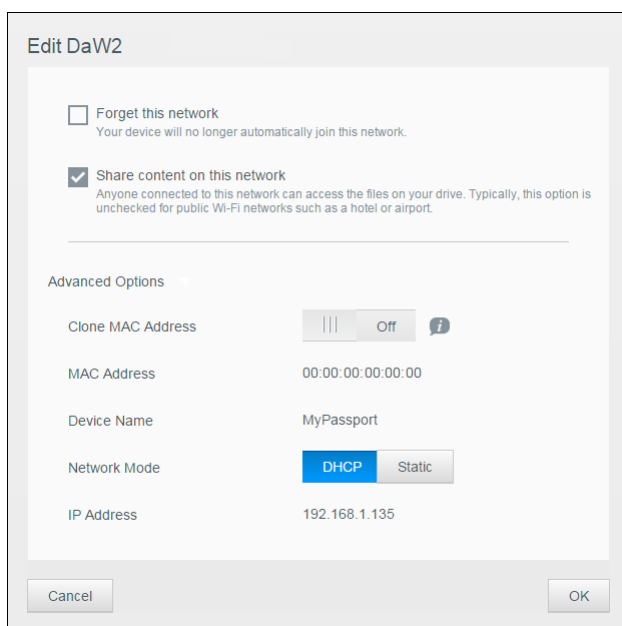 Edit DaW2
Forget this network
Your device will no longer automatically join this network.
Share content on this network
Anyone connected to this network can access the files on your drive. Typically, this option is
unchecked for public Wi-Fi networks such as a hotel or airport.
Advanced Options
Clone MAC Address
Off
MAC Address
00:00:00:00:00:00
Device Name
MyPassport
Network Mode
DHCP
Static
IP Address
192.168.1.135
Cancel
OK